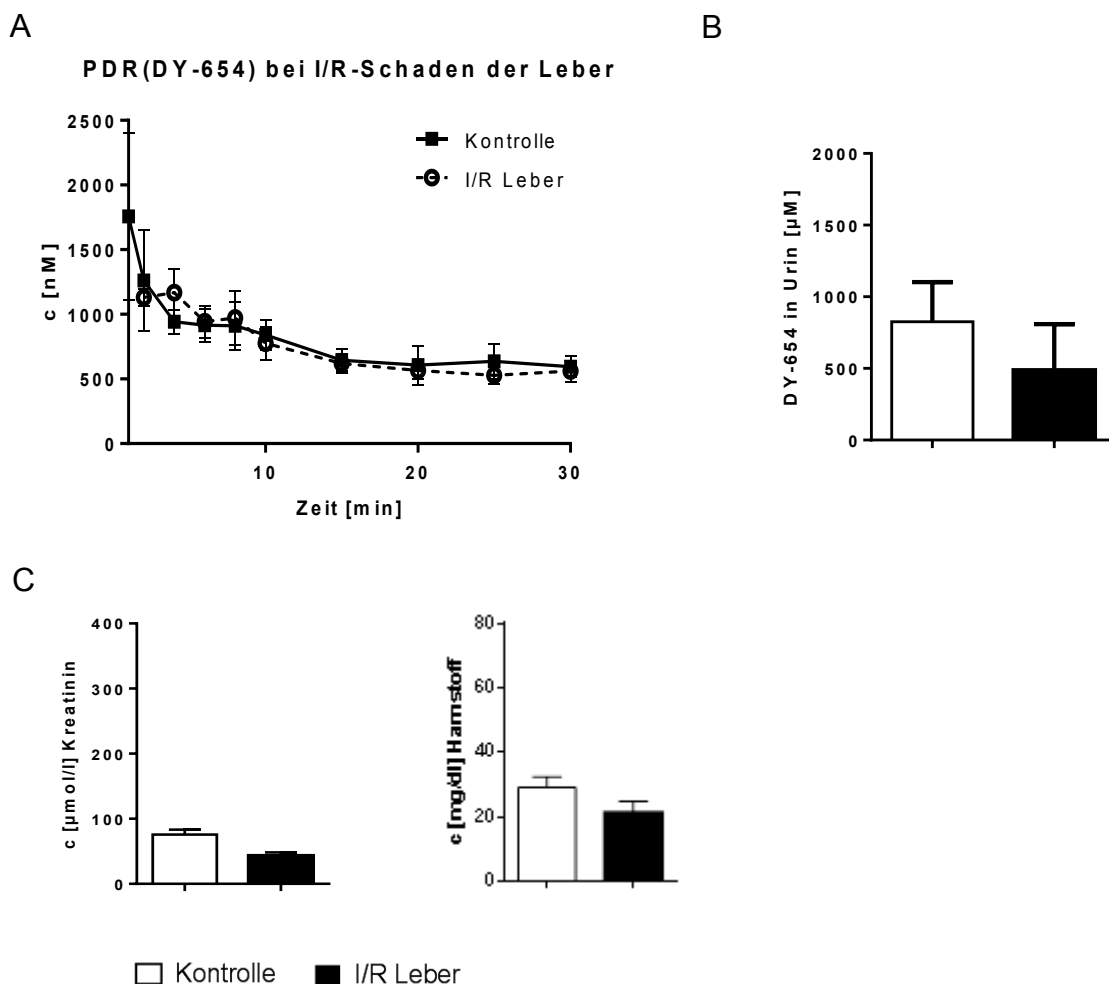 A
PDR(DY-654) bei I/R-Schaden der Leber
2500
2000
1500
1000
500
0
c [nM]
10
20
30
Zeit [min]
Kontrolle
I/R Leber
B
2000
1500
1000
500
0
DY-654 in Urin [µM]
C
400
300
200
100
0
c [µmol/l] Kreatinin
80
60
40
20
0
c [mg/dl] Harnstoff
Kontrolle
I/R Leber